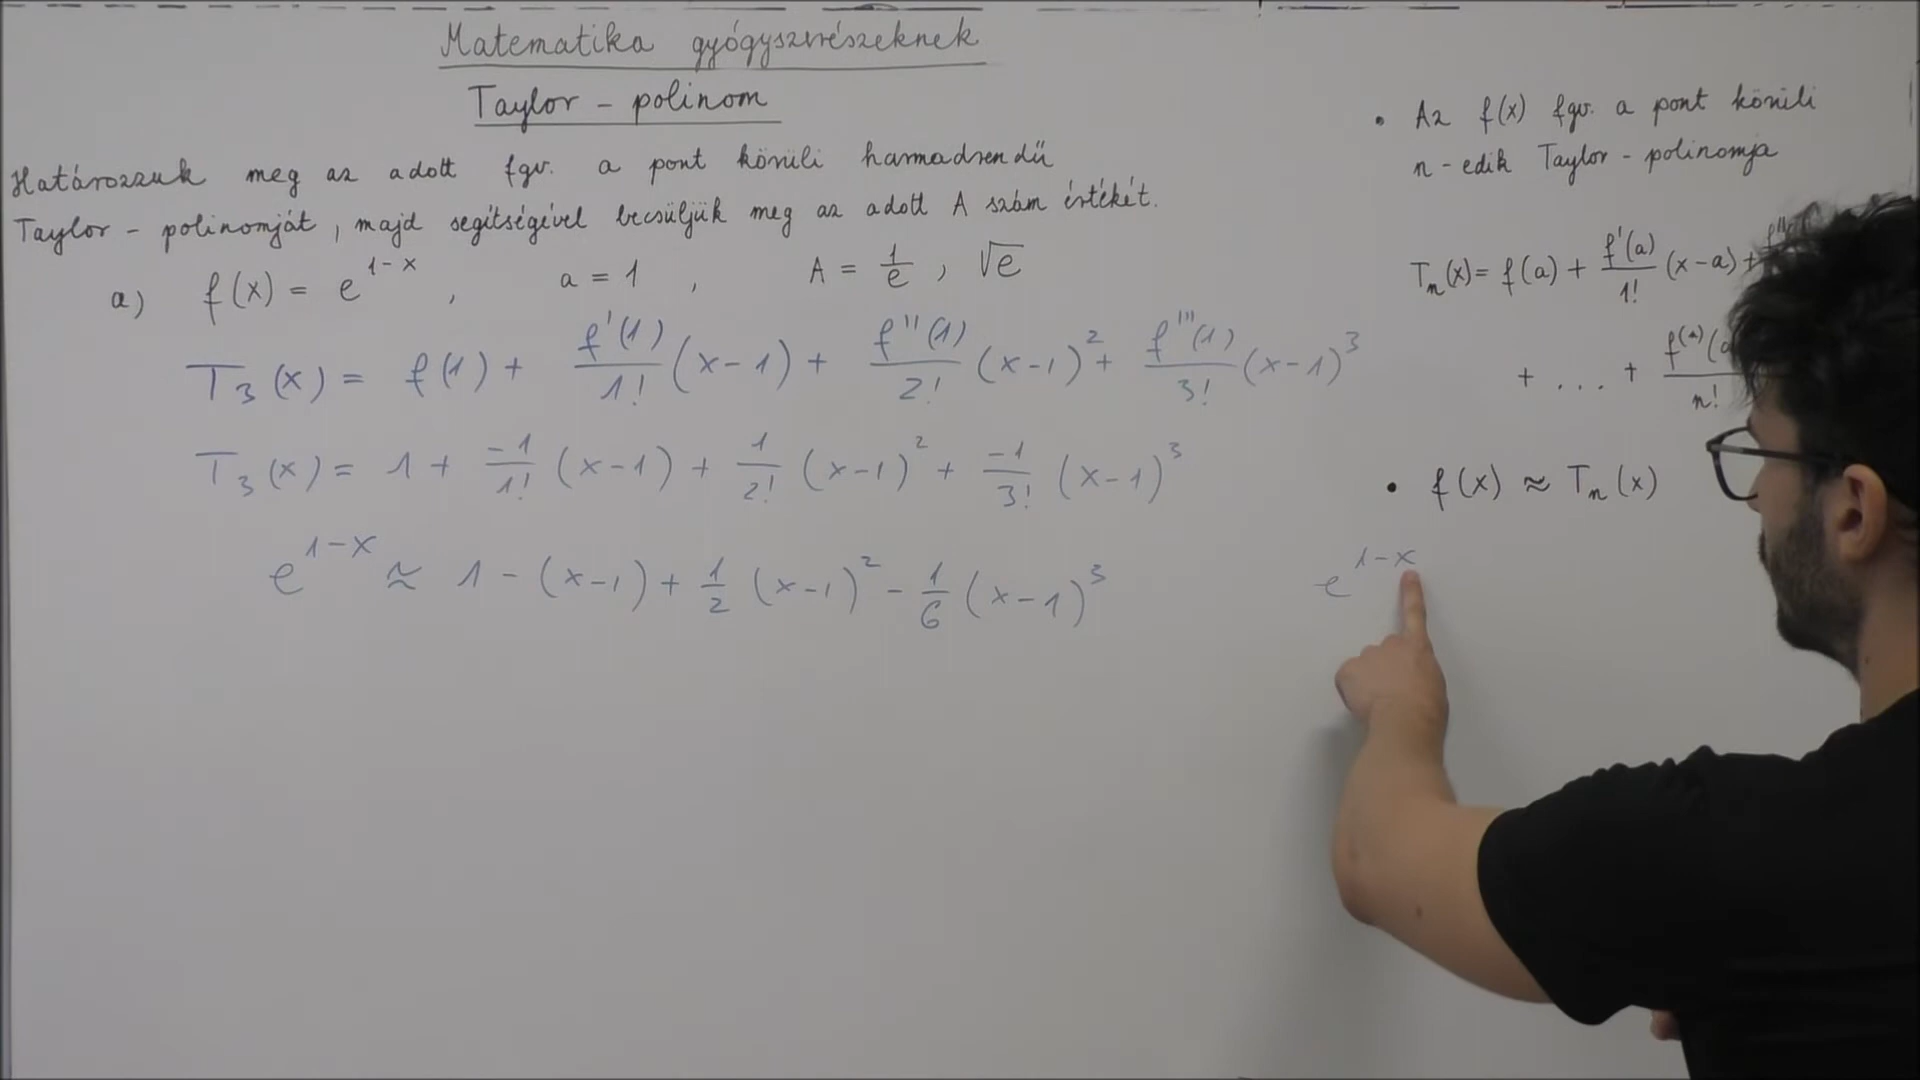 Matematika gyógyszerészeknek
Taylor - polinom
Határozzuk meg az adott fgv. a pont körüli harmadrendű
Taylor - polinomját, majd segítségével becsüljük meg az adott A szám értékét.
a) f(x) = e^{1-x}, a = 1, A = 1/e, √e
T₃(x) = f(1) + f'(1)/1! (x-1) + f''(1)/2! (x-1)² + f'''(1)/3! (x-1)³
T₃(x) = 1 + -1/1! (x-1) + 1/2! (x-1)² + -1/3! (x-1)³
e^{1-x} ≈ 1 - (x-1) + 1/2 (x-1)² - 1/6 (x-1)³
• Az f(x) fgv. a pont körüli
n-edik Taylor - polinomja
Tₙ(x) = f(a) + f'(a)/1! (x-a) +
+ ... +
n!
• f(x) ≈ Tₙ(x)
e^{1-x}